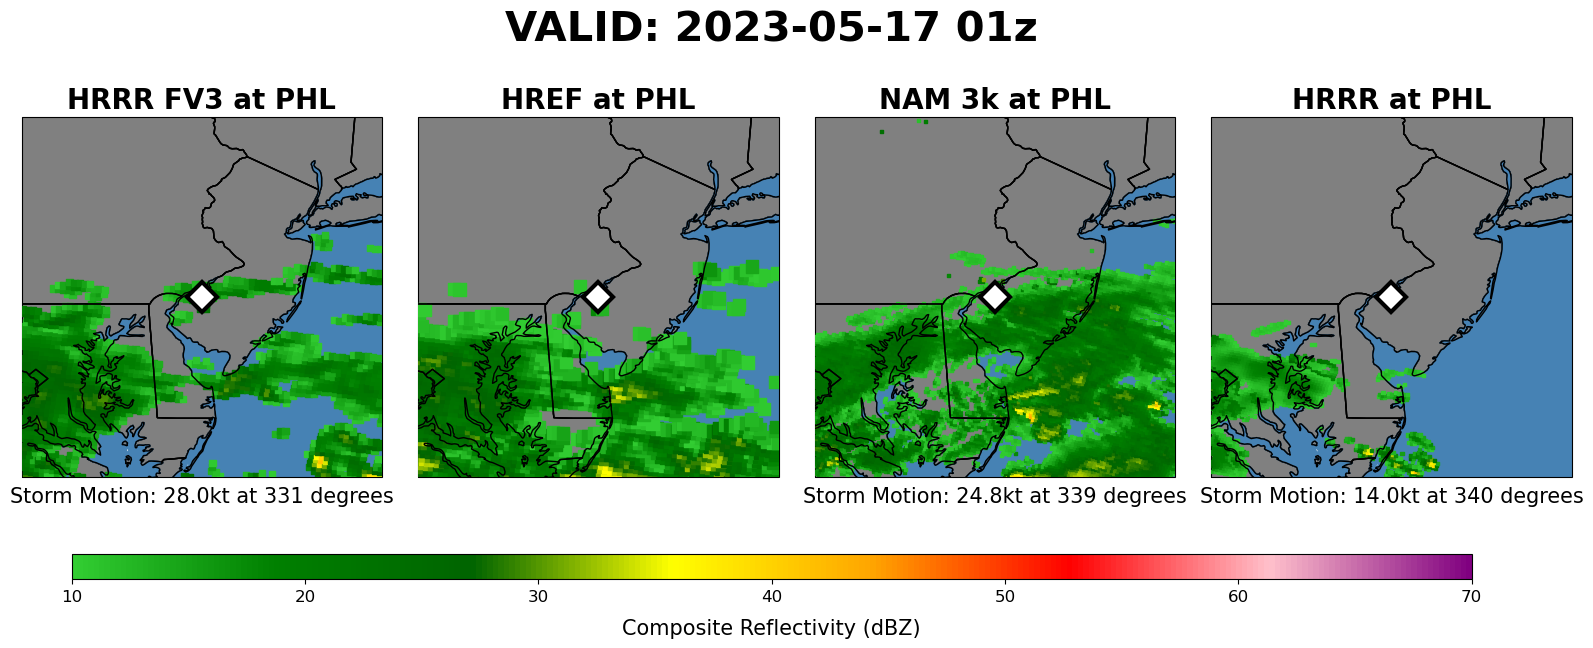 VALID: 2023-05-17 01z
HRRR FV3 at PHL
HREF at PHL
NAM 3k at PHL
HRRR at PHL
Storm Motion: 28.0kt at 331 degrees
Storm Motion: 24.8kt at 339 degrees
Storm Motion: 14.0kt at 340 degrees
10 20 30 40 50 60 70
Composite Reflectivity (dBZ)